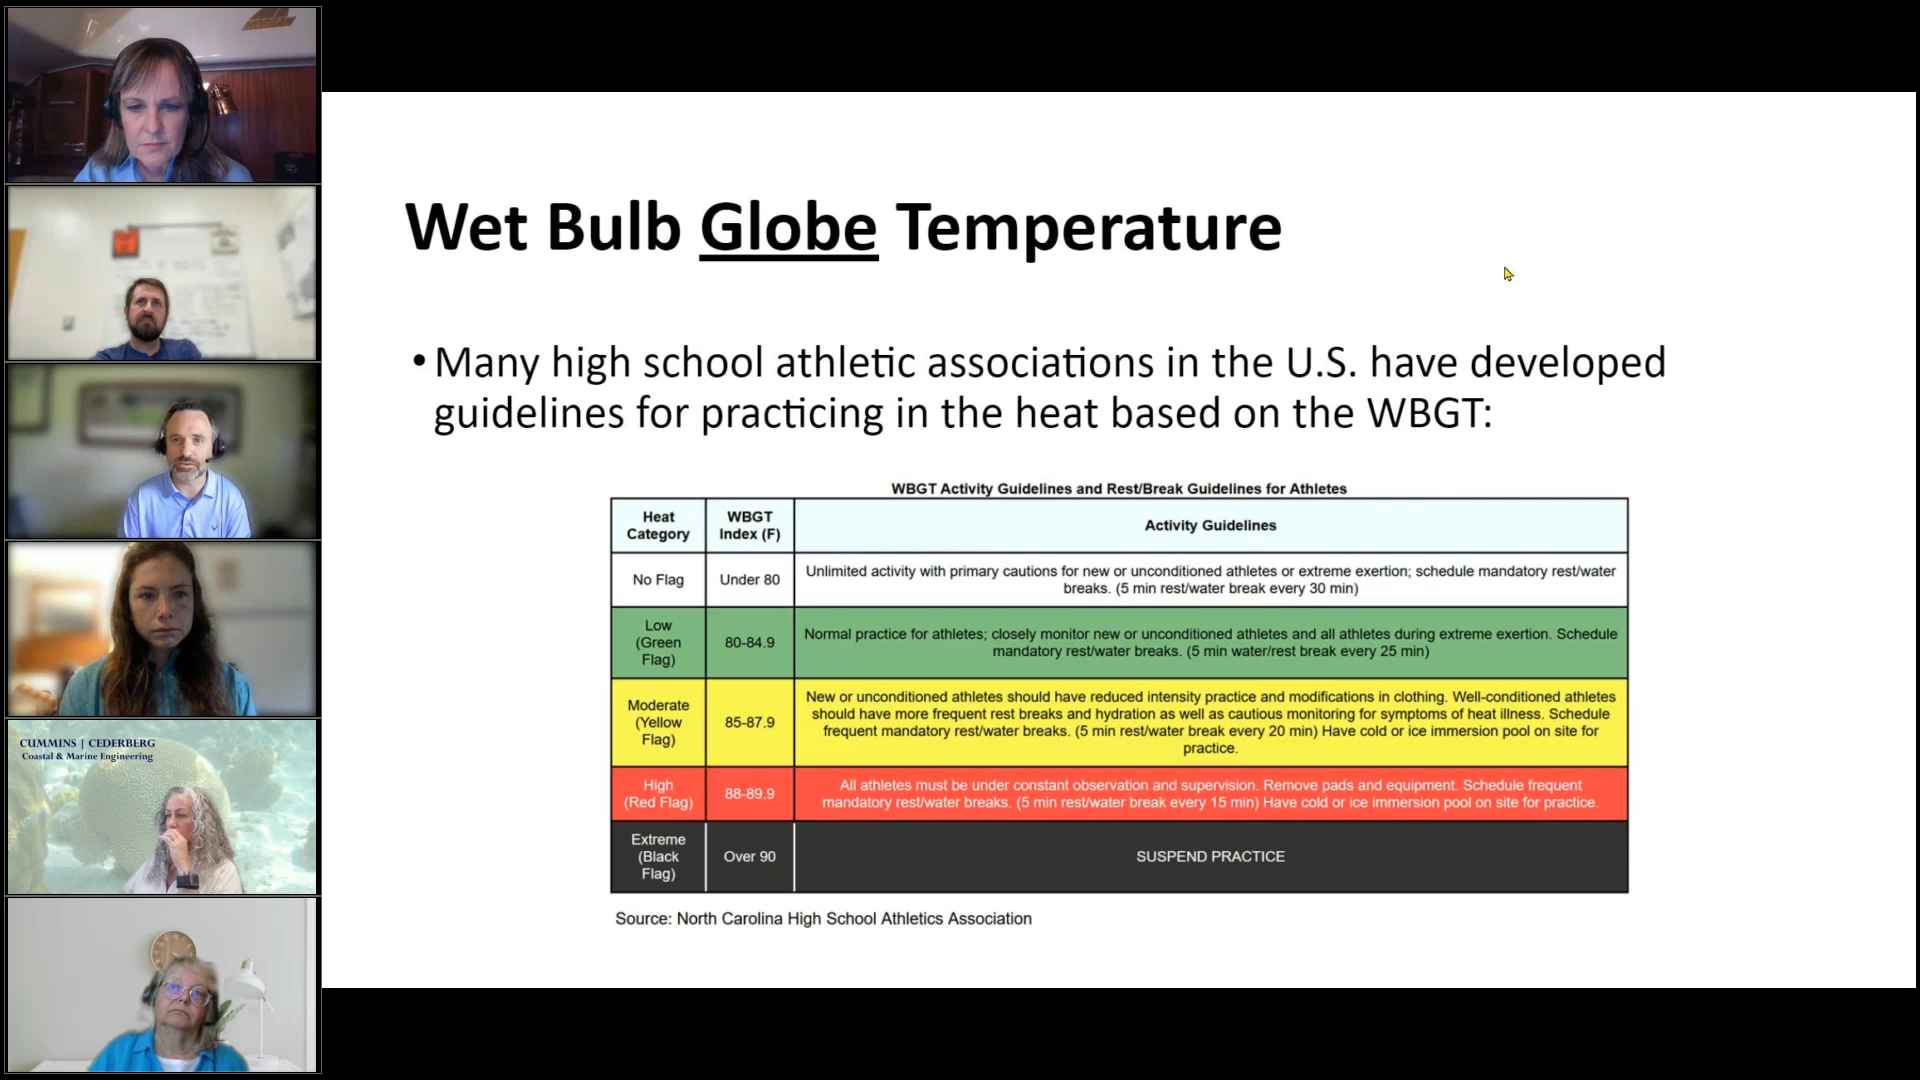 CUMMINS | CEDERBERG
Coastal & Marine Engineering
Wet Bulb Globe Temperature
• Many high school athletic associations in the U.S. have developed
guidelines for practicing in the heat based on the WBGT:
WBGT Activity Guidelines and Rest/Break Guidelines for Athletes
Heat
Category
WBGT
Index (F)
Activity Guidelines
No Flag
Under 80
Unlimited activity with primary cautions for new or unconditioned athletes or extreme exertion; schedule mandatory rest/water
breaks. (5 min rest/water break every 30 min)
Low
(Green
Flag)
80-84.9
Normal practice for athletes; closely monitor new or unconditioned athletes and all athletes during extreme exertion. Schedule
mandatory rest/water breaks. (5 min water/rest break every 25 min)
Moderate
(Yellow
Flag)
85-87.9
New or unconditioned athletes should have reduced intensity practice and modifications in clothing. Well-conditioned athletes
should have more frequent rest breaks and hydration as well as cautious monitoring for symptoms of heat illness. Schedule
frequent mandatory rest/water breaks. (5 min rest/water break every 20 min) Have cold or ice immersion pool on site for
practice.
High
(Red Flag)
88-89.9
All athletes must be under constant observation and supervision. Remove pads and equipment. Schedule frequent
mandatory rest/water breaks. (5 min rest/water break every 15 min) Have cold or ice immersion pool on site for practice.
Extreme
(Black
Flag)
Over 90
SUSPEND PRACTICE
Source: North Carolina High School Athletics Association